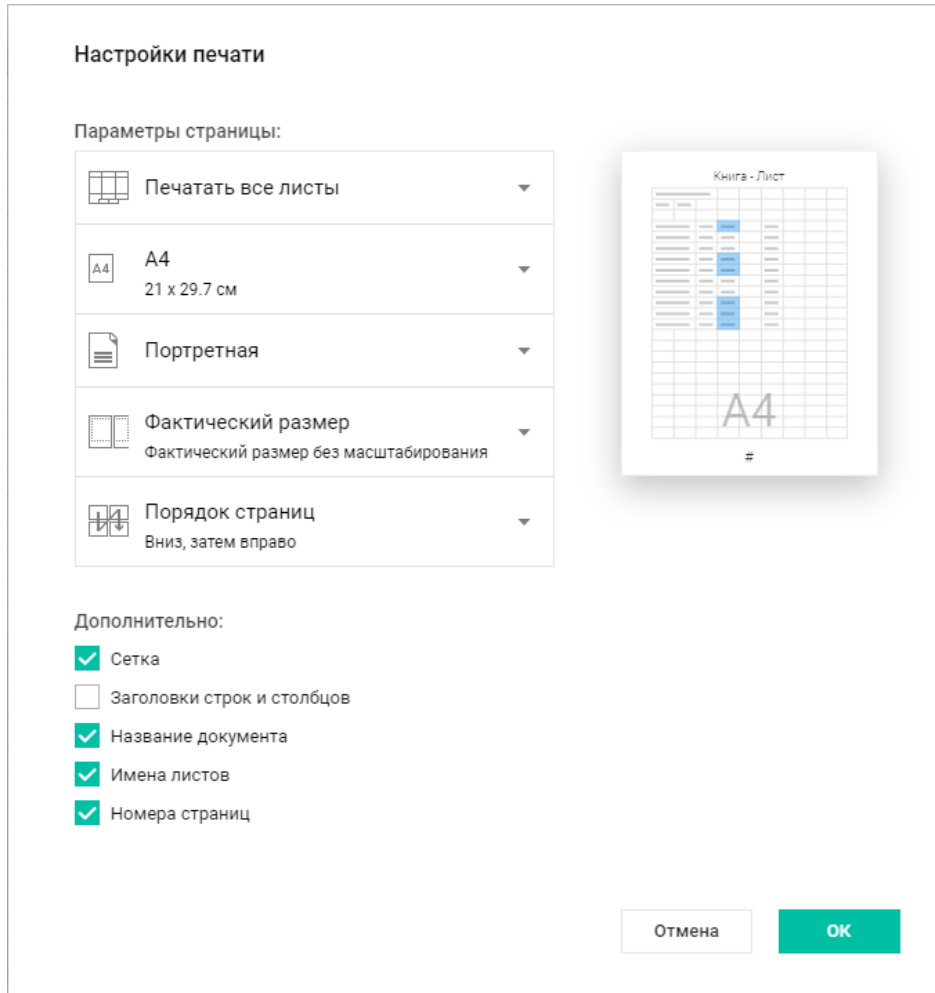 Настройки печати
Параметры страницы:
Печатать все листы
A4
A4
21 x 29.7 см
Портретная
Фактический размер
Фактический размер без масштабирования
Порядок страниц
Вниз, затем вправо
Книга - Лист
A4
#
Дополнительно:
Сетка
Заголовки строк и столбцов
Название документа
Имена листов
Номера страниц
Отмена
ОК